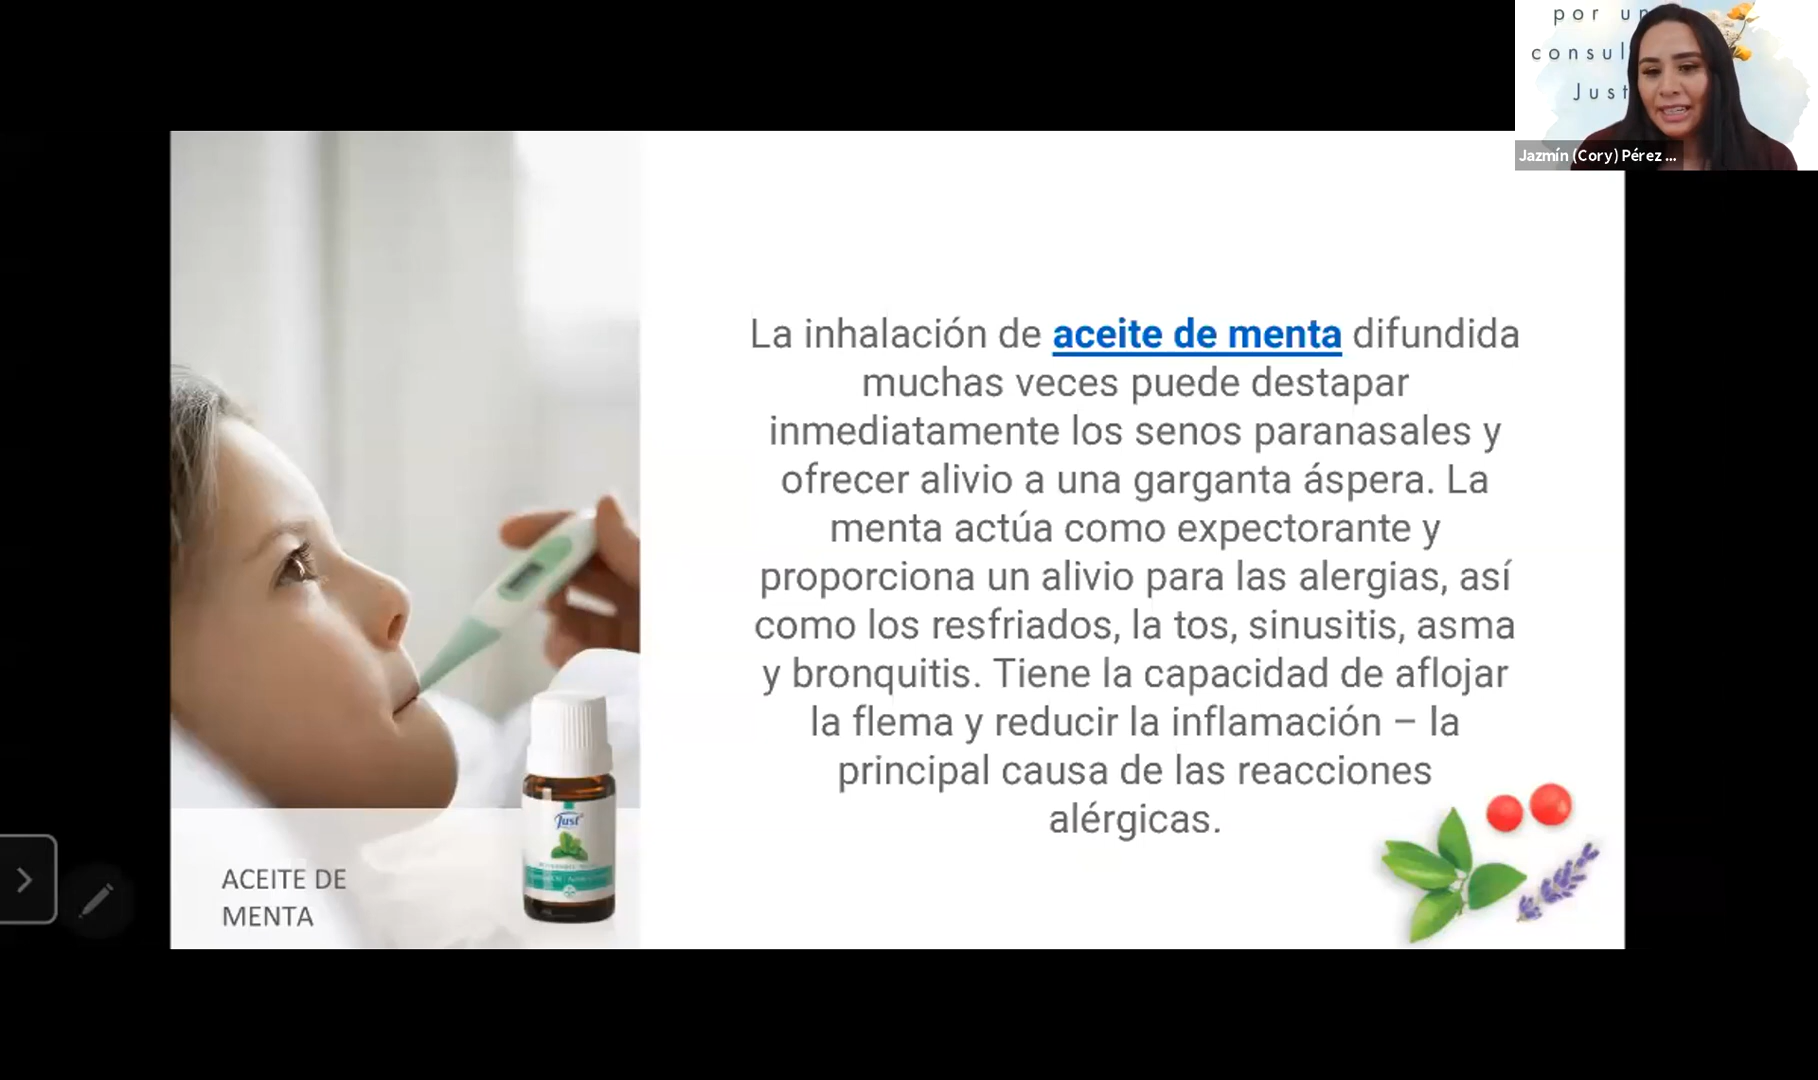 por un
consul
Just
Jazmín (Cory) Pérez ...
La inhalación de aceite de menta difundida
muchas veces puede destapar
inmediatamente los senos paranasales y
ofrecer alivio a una garganta áspera. La
menta actúa como expectorante y
proporciona un alivio para las alergias, así
como los resfriados, la tos, sinusitis, asma
y bronquitis. Tiene la capacidad de aflojar
la flema y reducir la inflamación – la
principal causa de las reacciones
alérgicas.
Just
ACEITE DE
MENTA